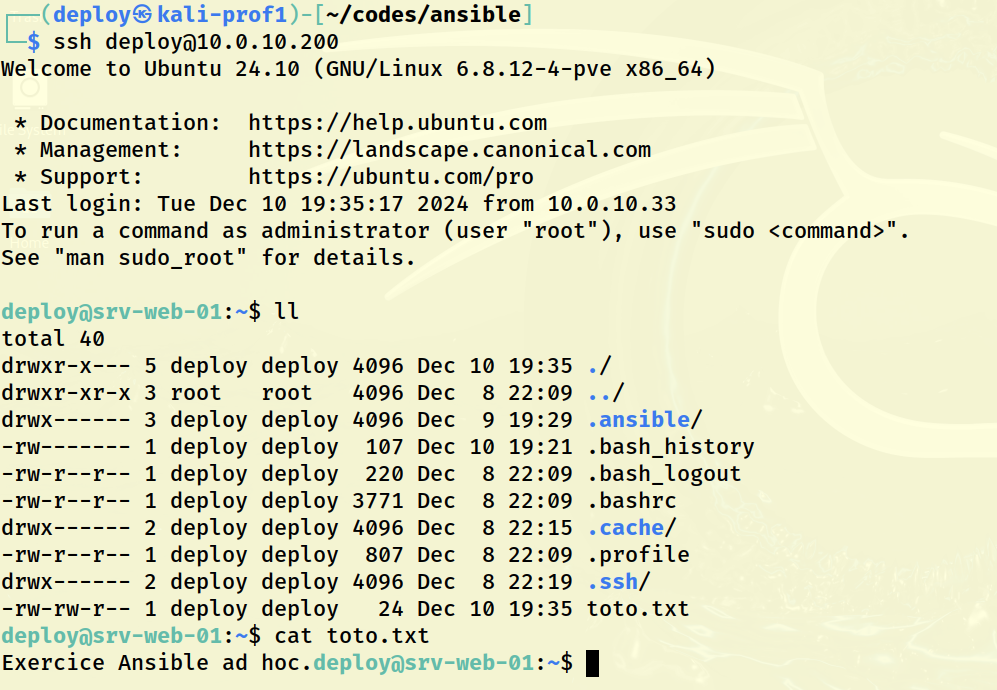 ┌──(deploy㉿kali-prof1)-[~/codes/ansible]
└─$ ssh deploy@10.0.10.200
Welcome to Ubuntu 24.10 (GNU/Linux 6.8.12-4-pve x86_64)
 * Documentation:  https://help.ubuntu.com
 * Management:     https://landscape.canonical.com
 * Support:        https://ubuntu.com/pro
Last login: Tue Dec 10 19:35:17 2024 from 10.0.10.33
To run a command as administrator (user "root"), use "sudo <command>".
See "man sudo_root" for details.
deploy@srv-web-01:~$ ll
total 40
drwxr-x--- 5 deploy deploy 4096 Dec 10 19:35 ./
drwxr-xr-x 3 root   root   4096 Dec  8 22:09 ../
drwx------ 3 deploy deploy 4096 Dec  9 19:29 .ansible/
-rw------- 1 deploy deploy  107 Dec 10 19:21 .bash_history
-rw-r--r-- 1 deploy deploy  220 Dec  8 22:09 .bash_logout
-rw-r--r-- 1 deploy deploy 3771 Dec  8 22:09 .bashrc
drwx------ 2 deploy deploy 4096 Dec  8 22:15 .cache/
-rw-r--r-- 1 deploy deploy  807 Dec  8 22:09 .profile
drwx------ 2 deploy deploy 4096 Dec  8 22:19 .ssh/
-rw-rw-r-- 1 deploy deploy   24 Dec 10 19:35 toto.txt
deploy@srv-web-01:~$ cat toto.txt
Exercice Ansible ad hoc.deploy@srv-web-01:~$